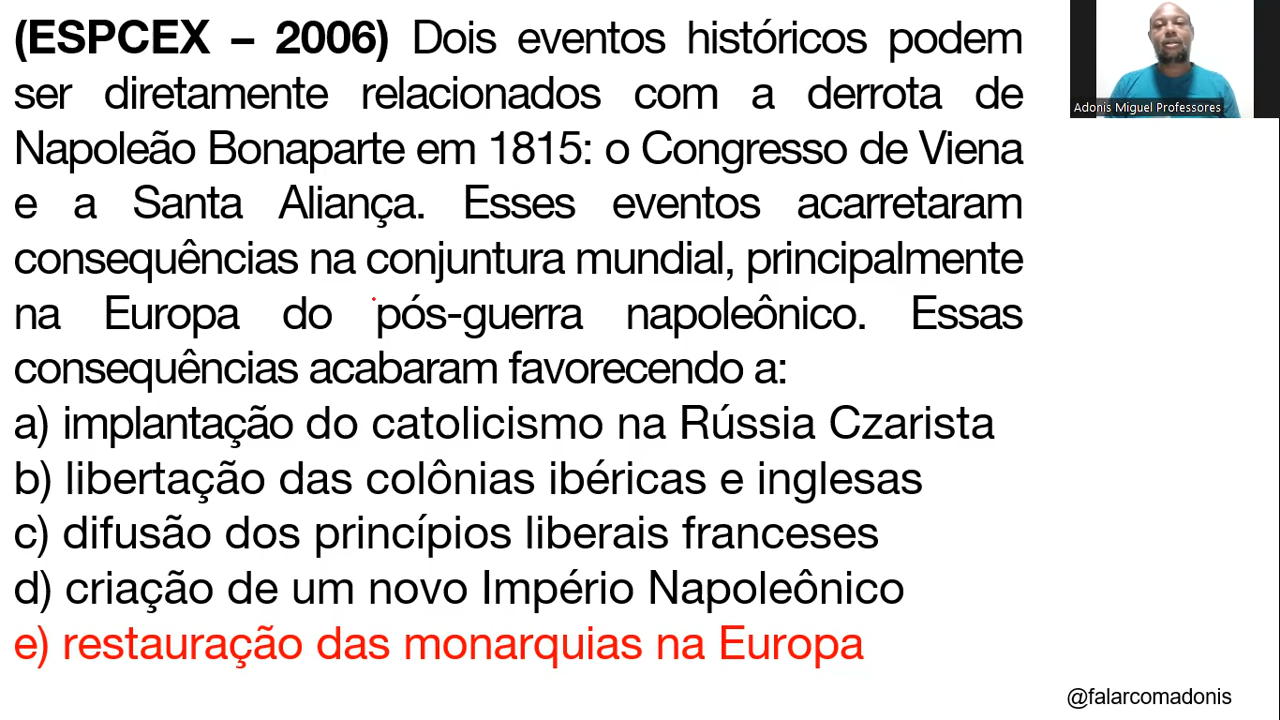 (ESPCEX – 2006) Dois eventos históricos podem
ser diretamente relacionados com a derrota de
Napoleão Bonaparte em 1815: o Congresso de Viena
e a Santa Aliança. Esses eventos acarretaram
consequências na conjuntura mundial, principalmente
na Europa do pós-guerra napoleônico. Essas
consequências acabaram favorecendo a:
a) implantação do catolicismo na Rússia Czarista
b) libertação das colônias ibéricas e inglesas
c) difusão dos princípios liberais franceses
d) criação de um novo Império Napoleônico
e) restauração das monarquias na Europa
Adonis Miguel Professores
@falarcomadonis